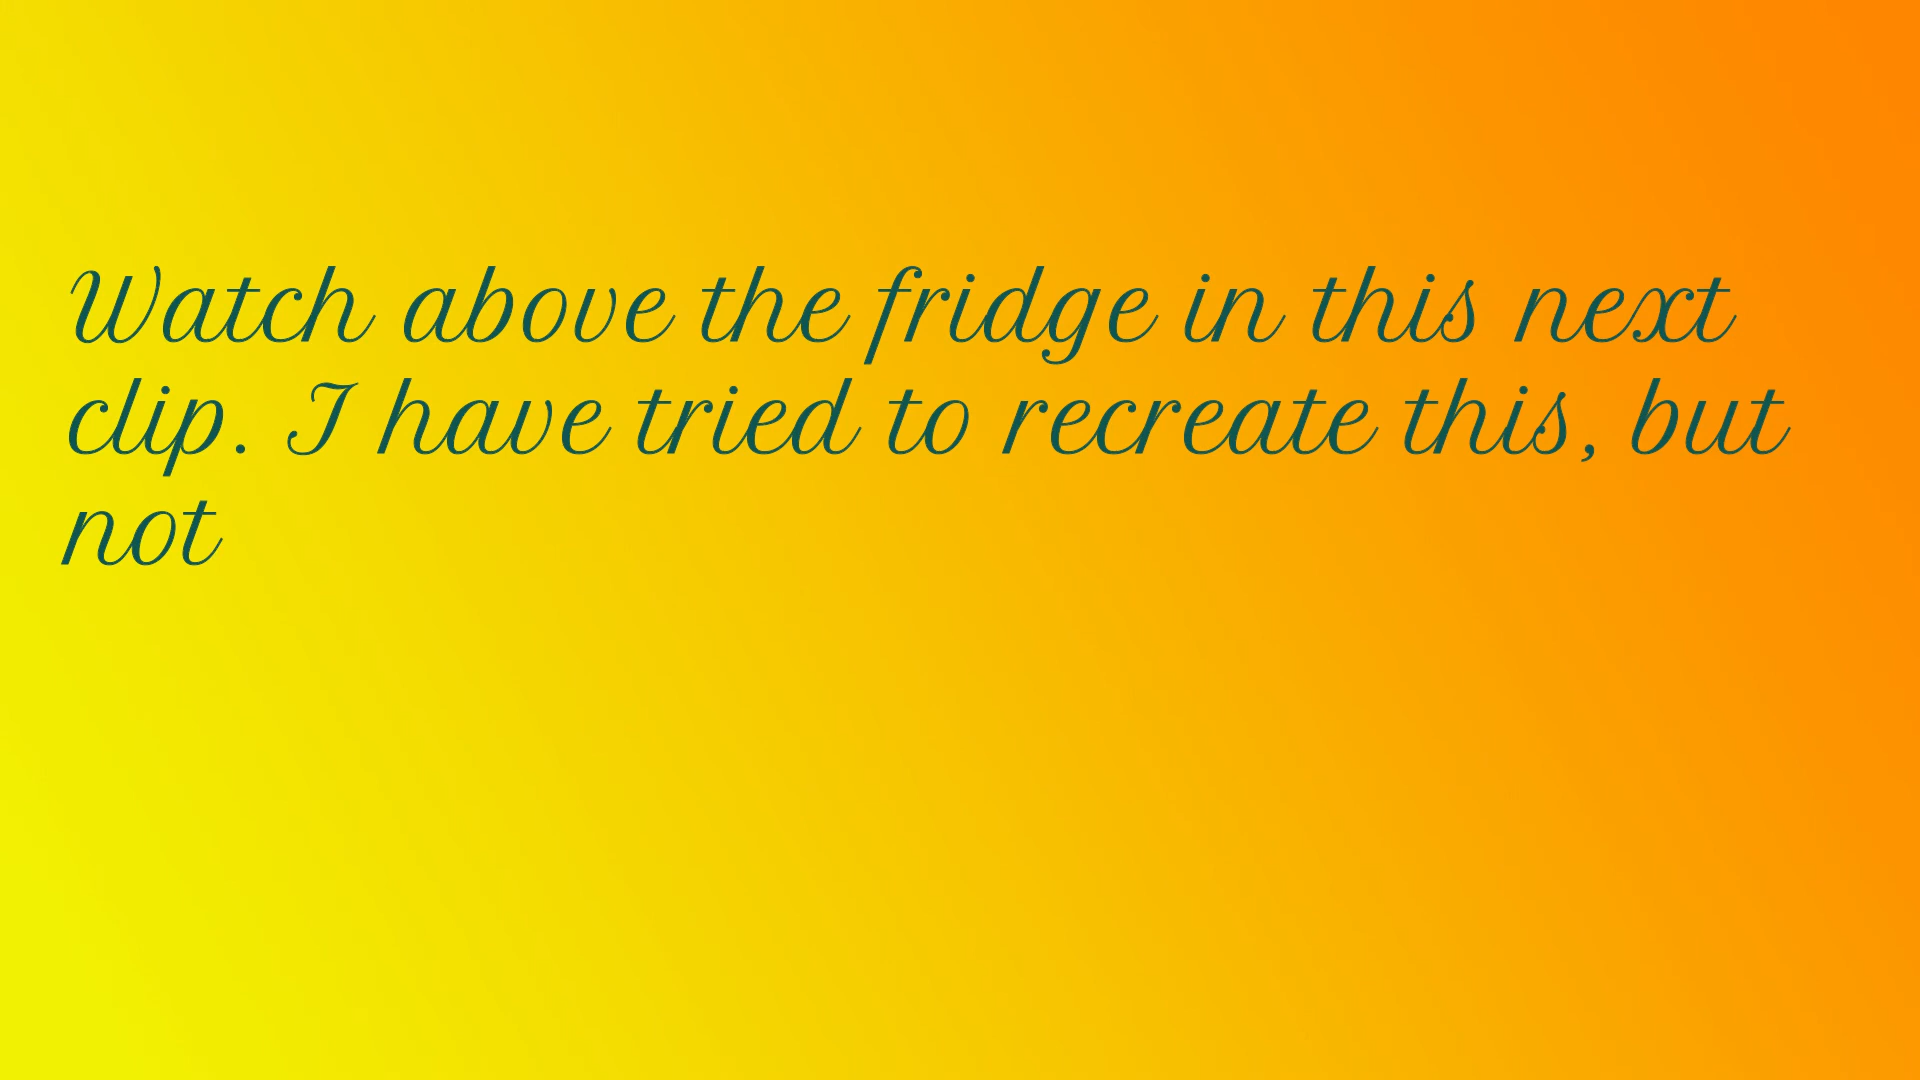 Watch above the fridge in this next
clip. I have tried to recreate this, but
not